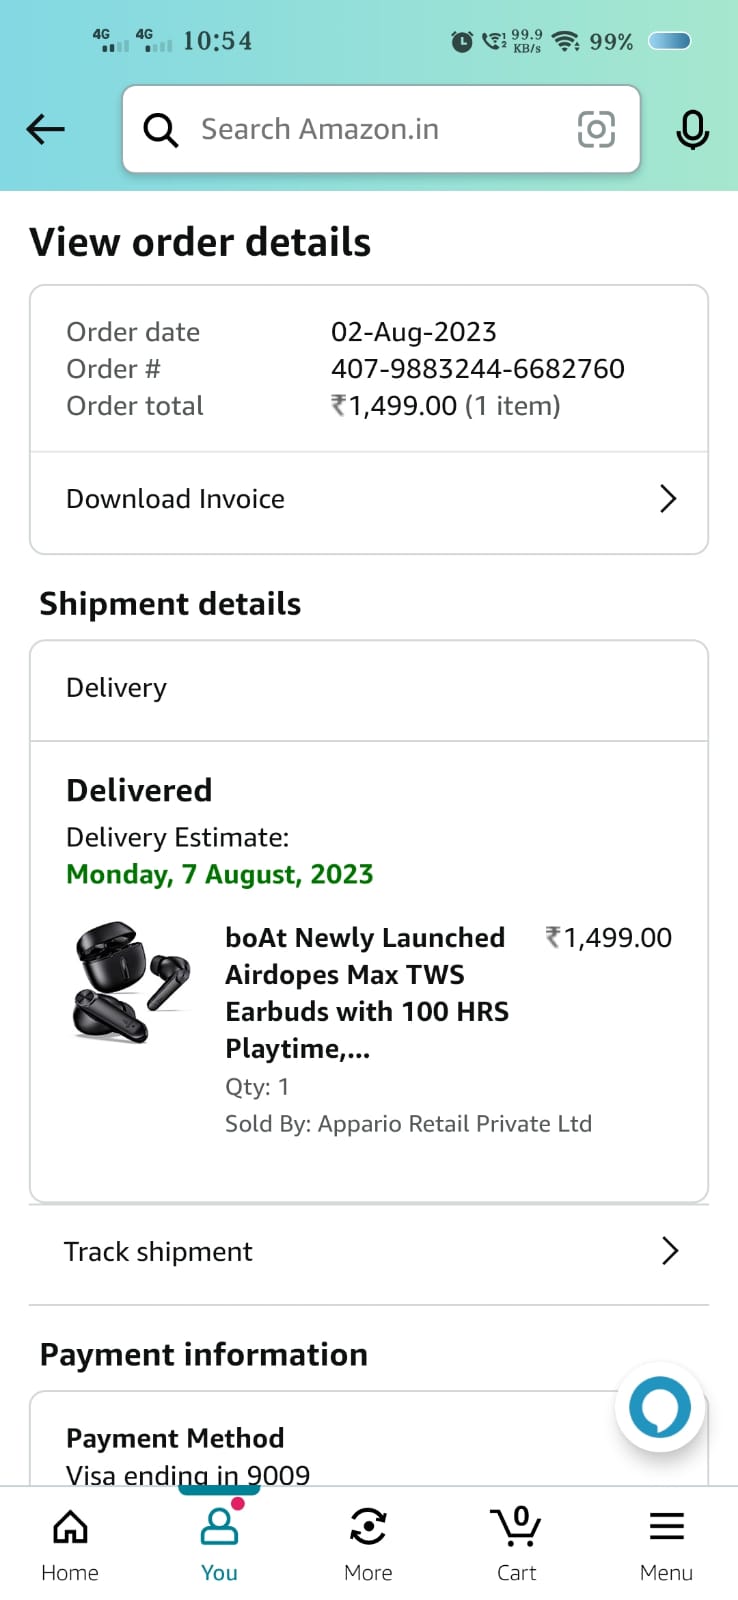 4G 4G 10:54 99.9 KB/s 99%
Search Amazon.in
View order details
Order date 02-Aug-2023
Order # 407-9883244-6682760
Order total ₹1,499.00 (1 item)
Download Invoice
Shipment details
Delivery
Delivered
Delivery Estimate:
Monday, 7 August, 2023
boAt Newly Launched ₹1,499.00
Airdopes Max TWS
Earbuds with 100 HRS
Playtime,...
Qty: 1
Sold By: Appario Retail Private Ltd
Track shipment
Payment information
Payment Method
Visa ending in 9009
0
Home You More Cart Menu